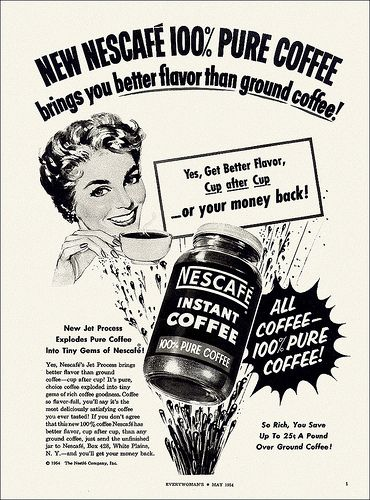 NEW NESCAFÉ 100% PURE COFFEE
brings you better flavor than ground coffee!
Yes, Get Better Flavor,
Cup after Cup
—or your money back!
NESCAFÉ
INSTANT
COFFEE
100% PURE COFFEE
ALL
COFFEE—
100% PURE
COFFEE!
New Jet Process
Explodes Pure Coffee
Into Tiny Gems of Nescafé!
Yes, Nescafé's Jet Process brings
better flavor than ground
coffee—cup after cup! It's pure,
choice coffee exploded into tiny
gems of rich coffee goodness. Coffee
so flavor-full, you'll say it's the
most deliciously satisfying coffee
you ever tasted! If you don't agree
that this new 100% coffee Nescafé has
better flavor, cup after cup, than any
ground coffee, just send the unfinished
jar to Nescafé, Box 428, White Plains,
N. Y.—and you'll get your money back.
© 1954 The Nestlé Company, Inc.
So Rich, You Save
Up To 25¢ A Pound
Over Ground Coffee!
EVERYWOMAN'S • MAY 1954
1